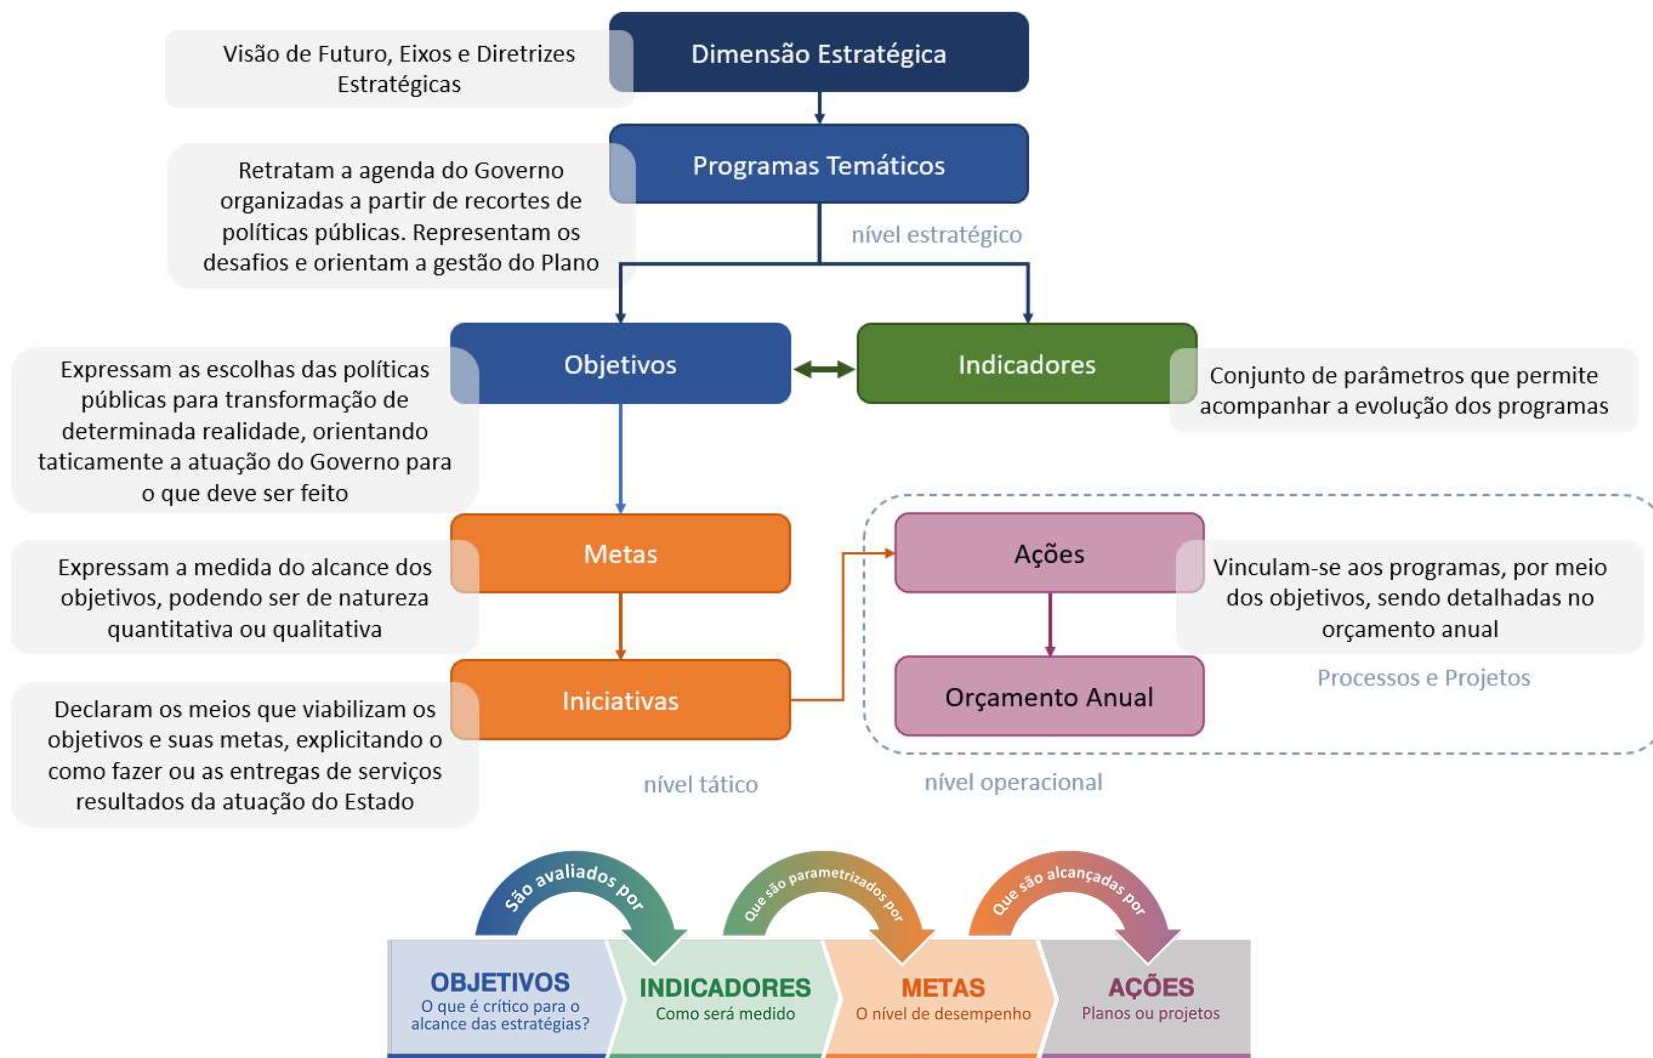 Visão de Futuro, Eixos e Diretrizes
Estratégicas
Dimensão Estratégica
Programas Temáticos
Retratam a agenda do Governo
organizadas a partir de recortes de
políticas públicas. Representam os
desafios e orientam a gestão do Plano
nível estratégico
Objetivos
Indicadores
Expressam as escolhas das políticas
públicas para transformação de
determinada realidade, orientando
taticamente a atuação do Governo para
o que deve ser feito
Conjunto de parâmetros que permite
acompanhar a evolução dos programas
Metas
Expressam a medida do alcance dos
objetivos, podendo ser de natureza
quantitativa ou qualitativa
Ações
Vinculam-se aos programas, por meio
dos objetivos, sendo detalhadas no
orçamento anual
Processos e Projetos
Iniciativas
Declaram os meios que viabilizam os
objetivos e suas metas, explicitando o
como fazer ou as entregas de serviços
resultados da atuação do Estado
Orçamento Anual
nível tático
nível operacional
São avaliados por
Que são parametrizados por
Que são alcançadas por
OBJETIVOS
O que é crítico para o
alcance das estratégias?
INDICADORES
Como será medido
METAS
O nível de desempenho
AÇÕES
Planos ou projetos